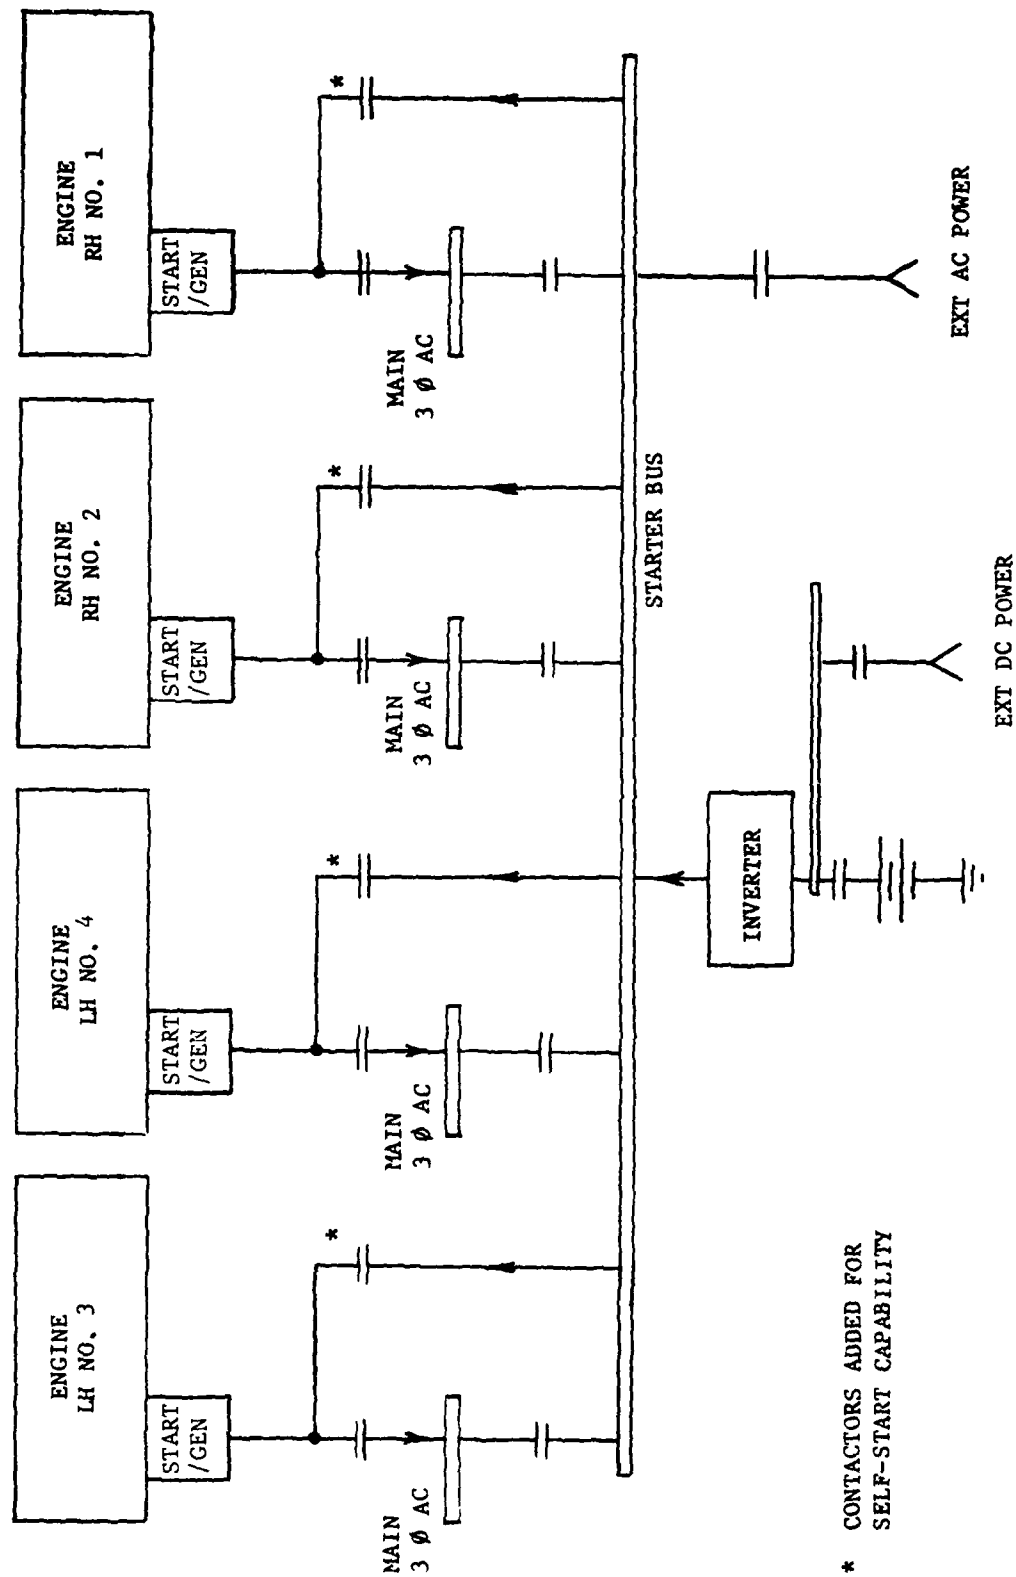 ENGINE
LH NO. 3
START
/GEN
MAIN
3 Ø AC
*
ENGINE
LH NO. 4
START
/GEN
MAIN
3 Ø AC
*
ENGINE
RH NO. 2
START
/GEN
MAIN
3 Ø AC
*
ENGINE
RH NO. 1
START
/GEN
MAIN
3 Ø AC
*
STARTER BUS
INVERTER
EXT DC POWER
EXT AC POWER
* CONTACTORS ADDED FOR
SELF-START CAPABILITY